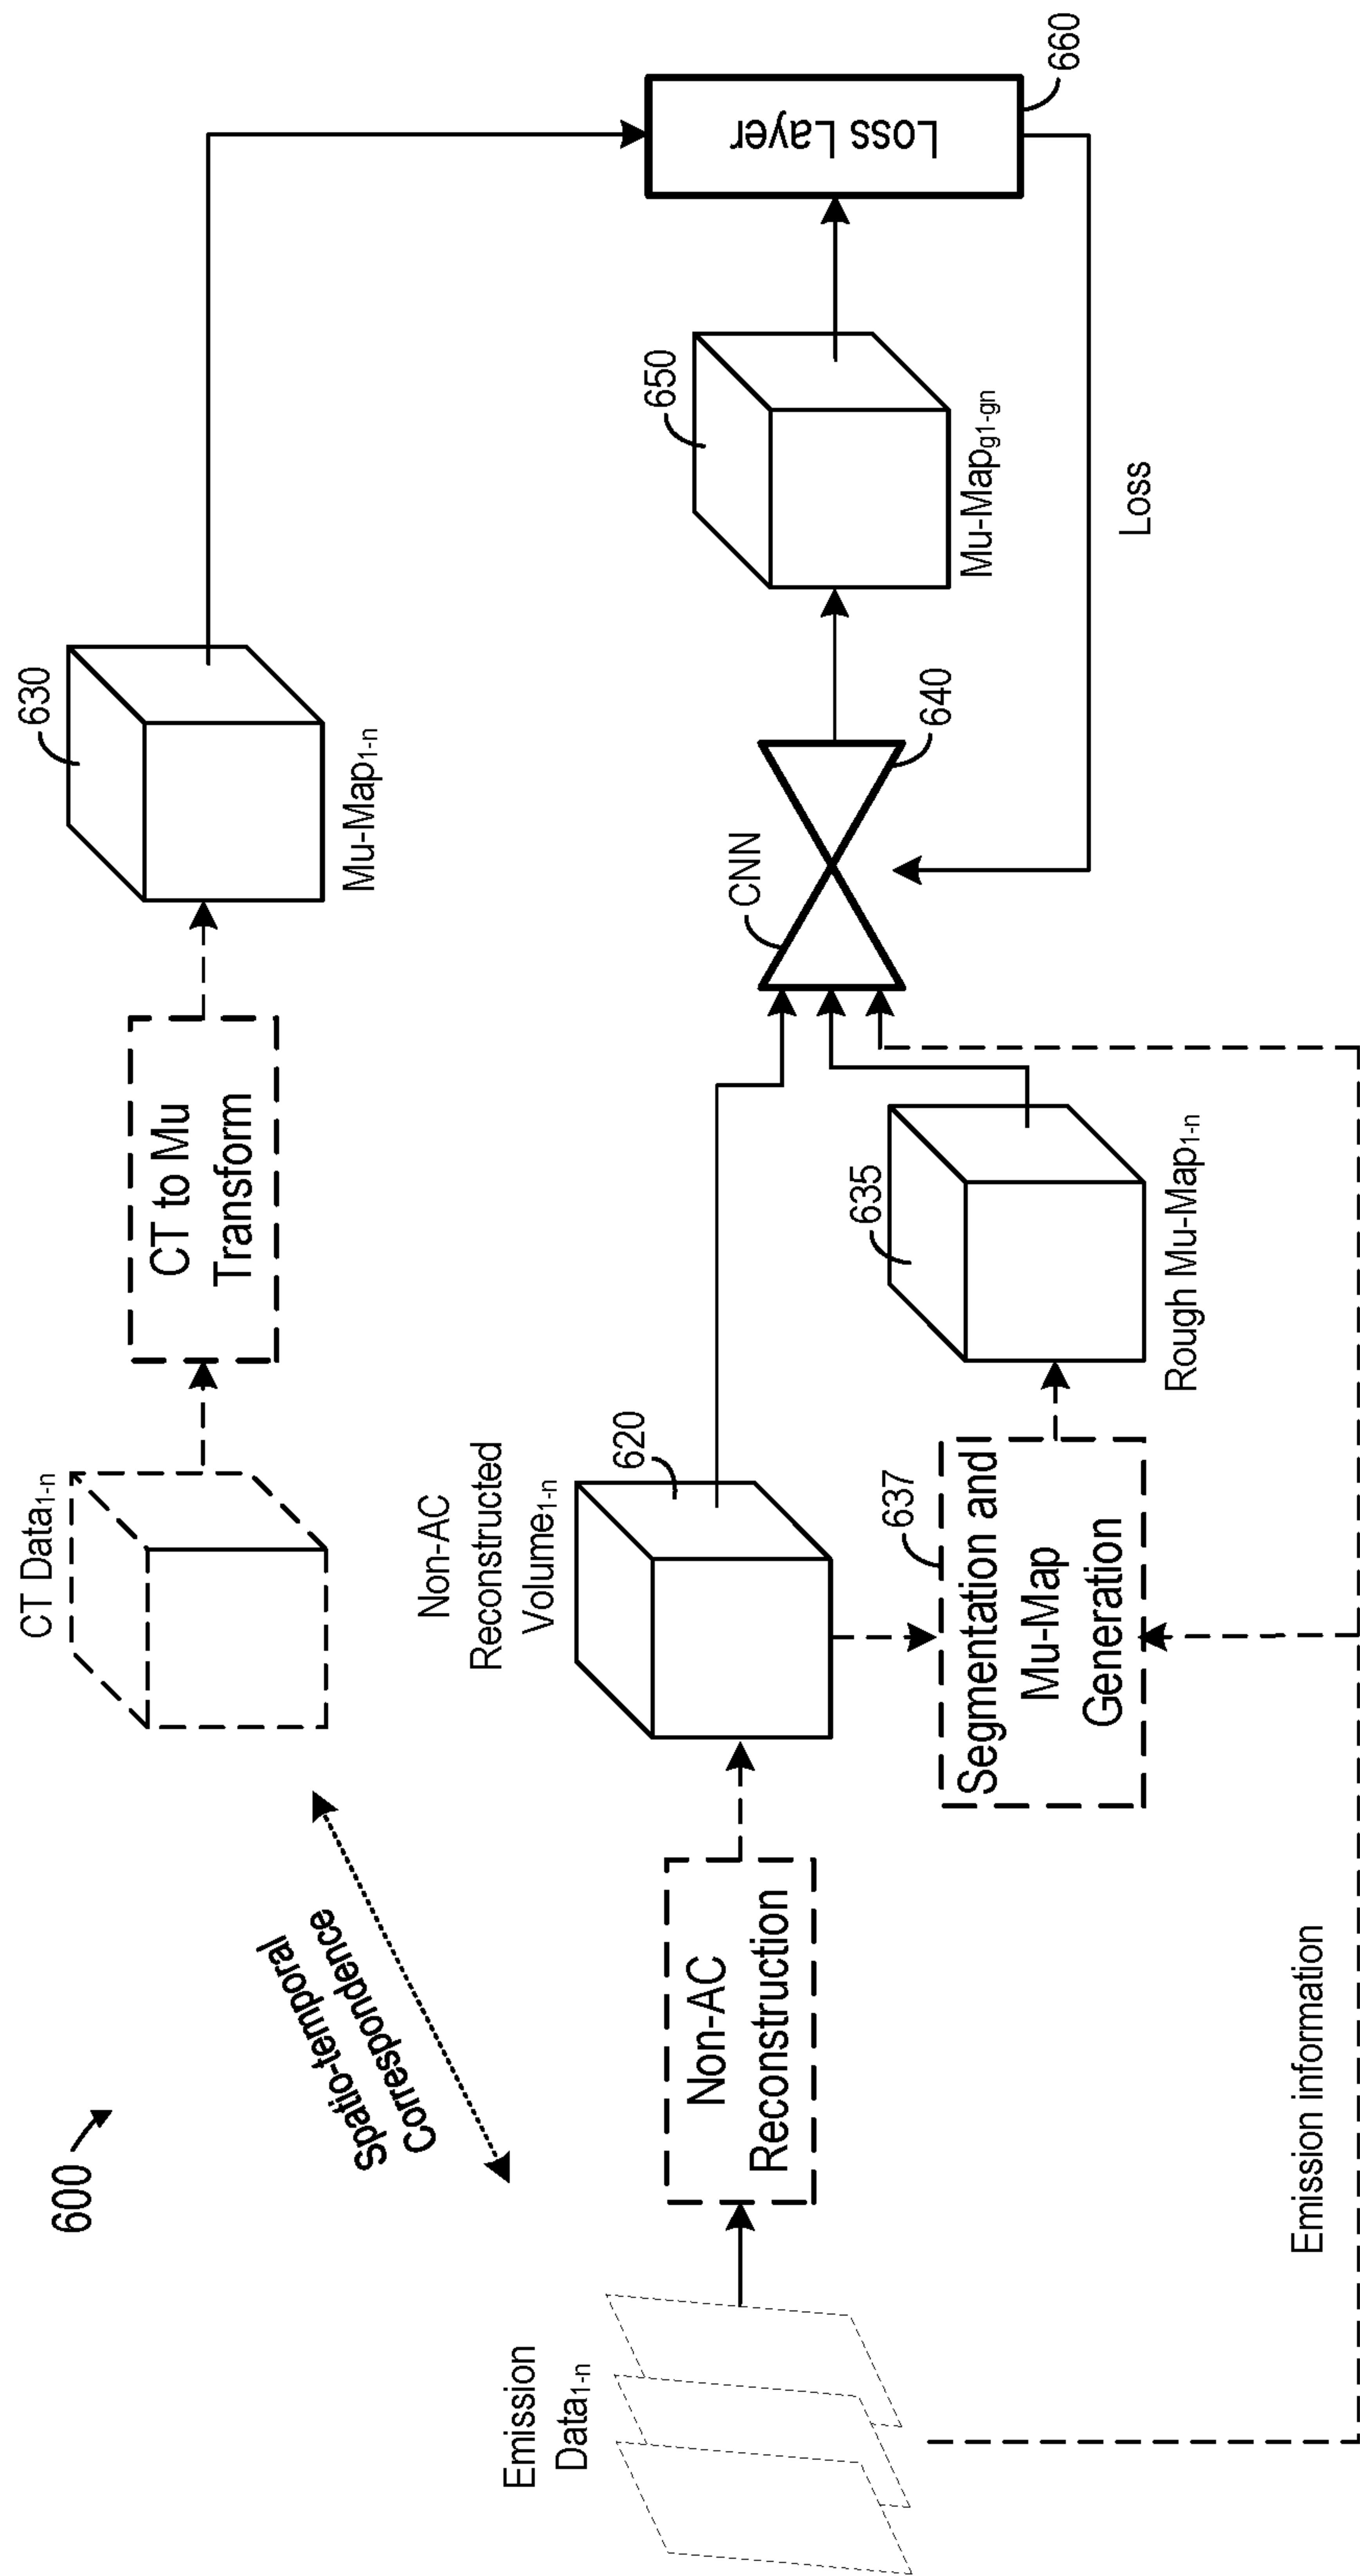 600
Spatio-temporal
Correspondence
CT Data1-n
CT to Mu
Transform
630
Mu-Map1-n
Emission
Data1-n
Non-AC
Reconstruction
Non-AC
Reconstructed
Volume1-n
620
637
Segmentation and
Mu-Map
Generation
635
Rough Mu-Map1-n
CNN
640
650
Mu-Mapg1-gn
Loss Layer
660
Loss
Emission information